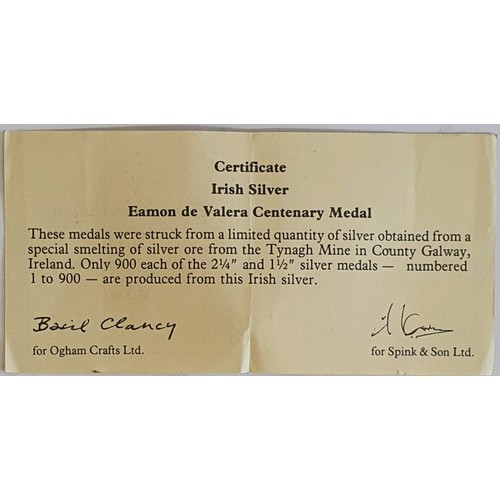 Certificate
Irish Silver
Eamon de Valera Centenary Medal
These medals were struck from a limited quantity of silver obtained from a
special smelting of silver ore from the Tynagh Mine in County Galway,
Ireland. Only 900 each of the 2¼" and 1½" silver medals — numbered
1 to 900 — are produced from this Irish silver.
Basil Clancy
for Ogham Crafts Ltd.
for Spink & Son Ltd.